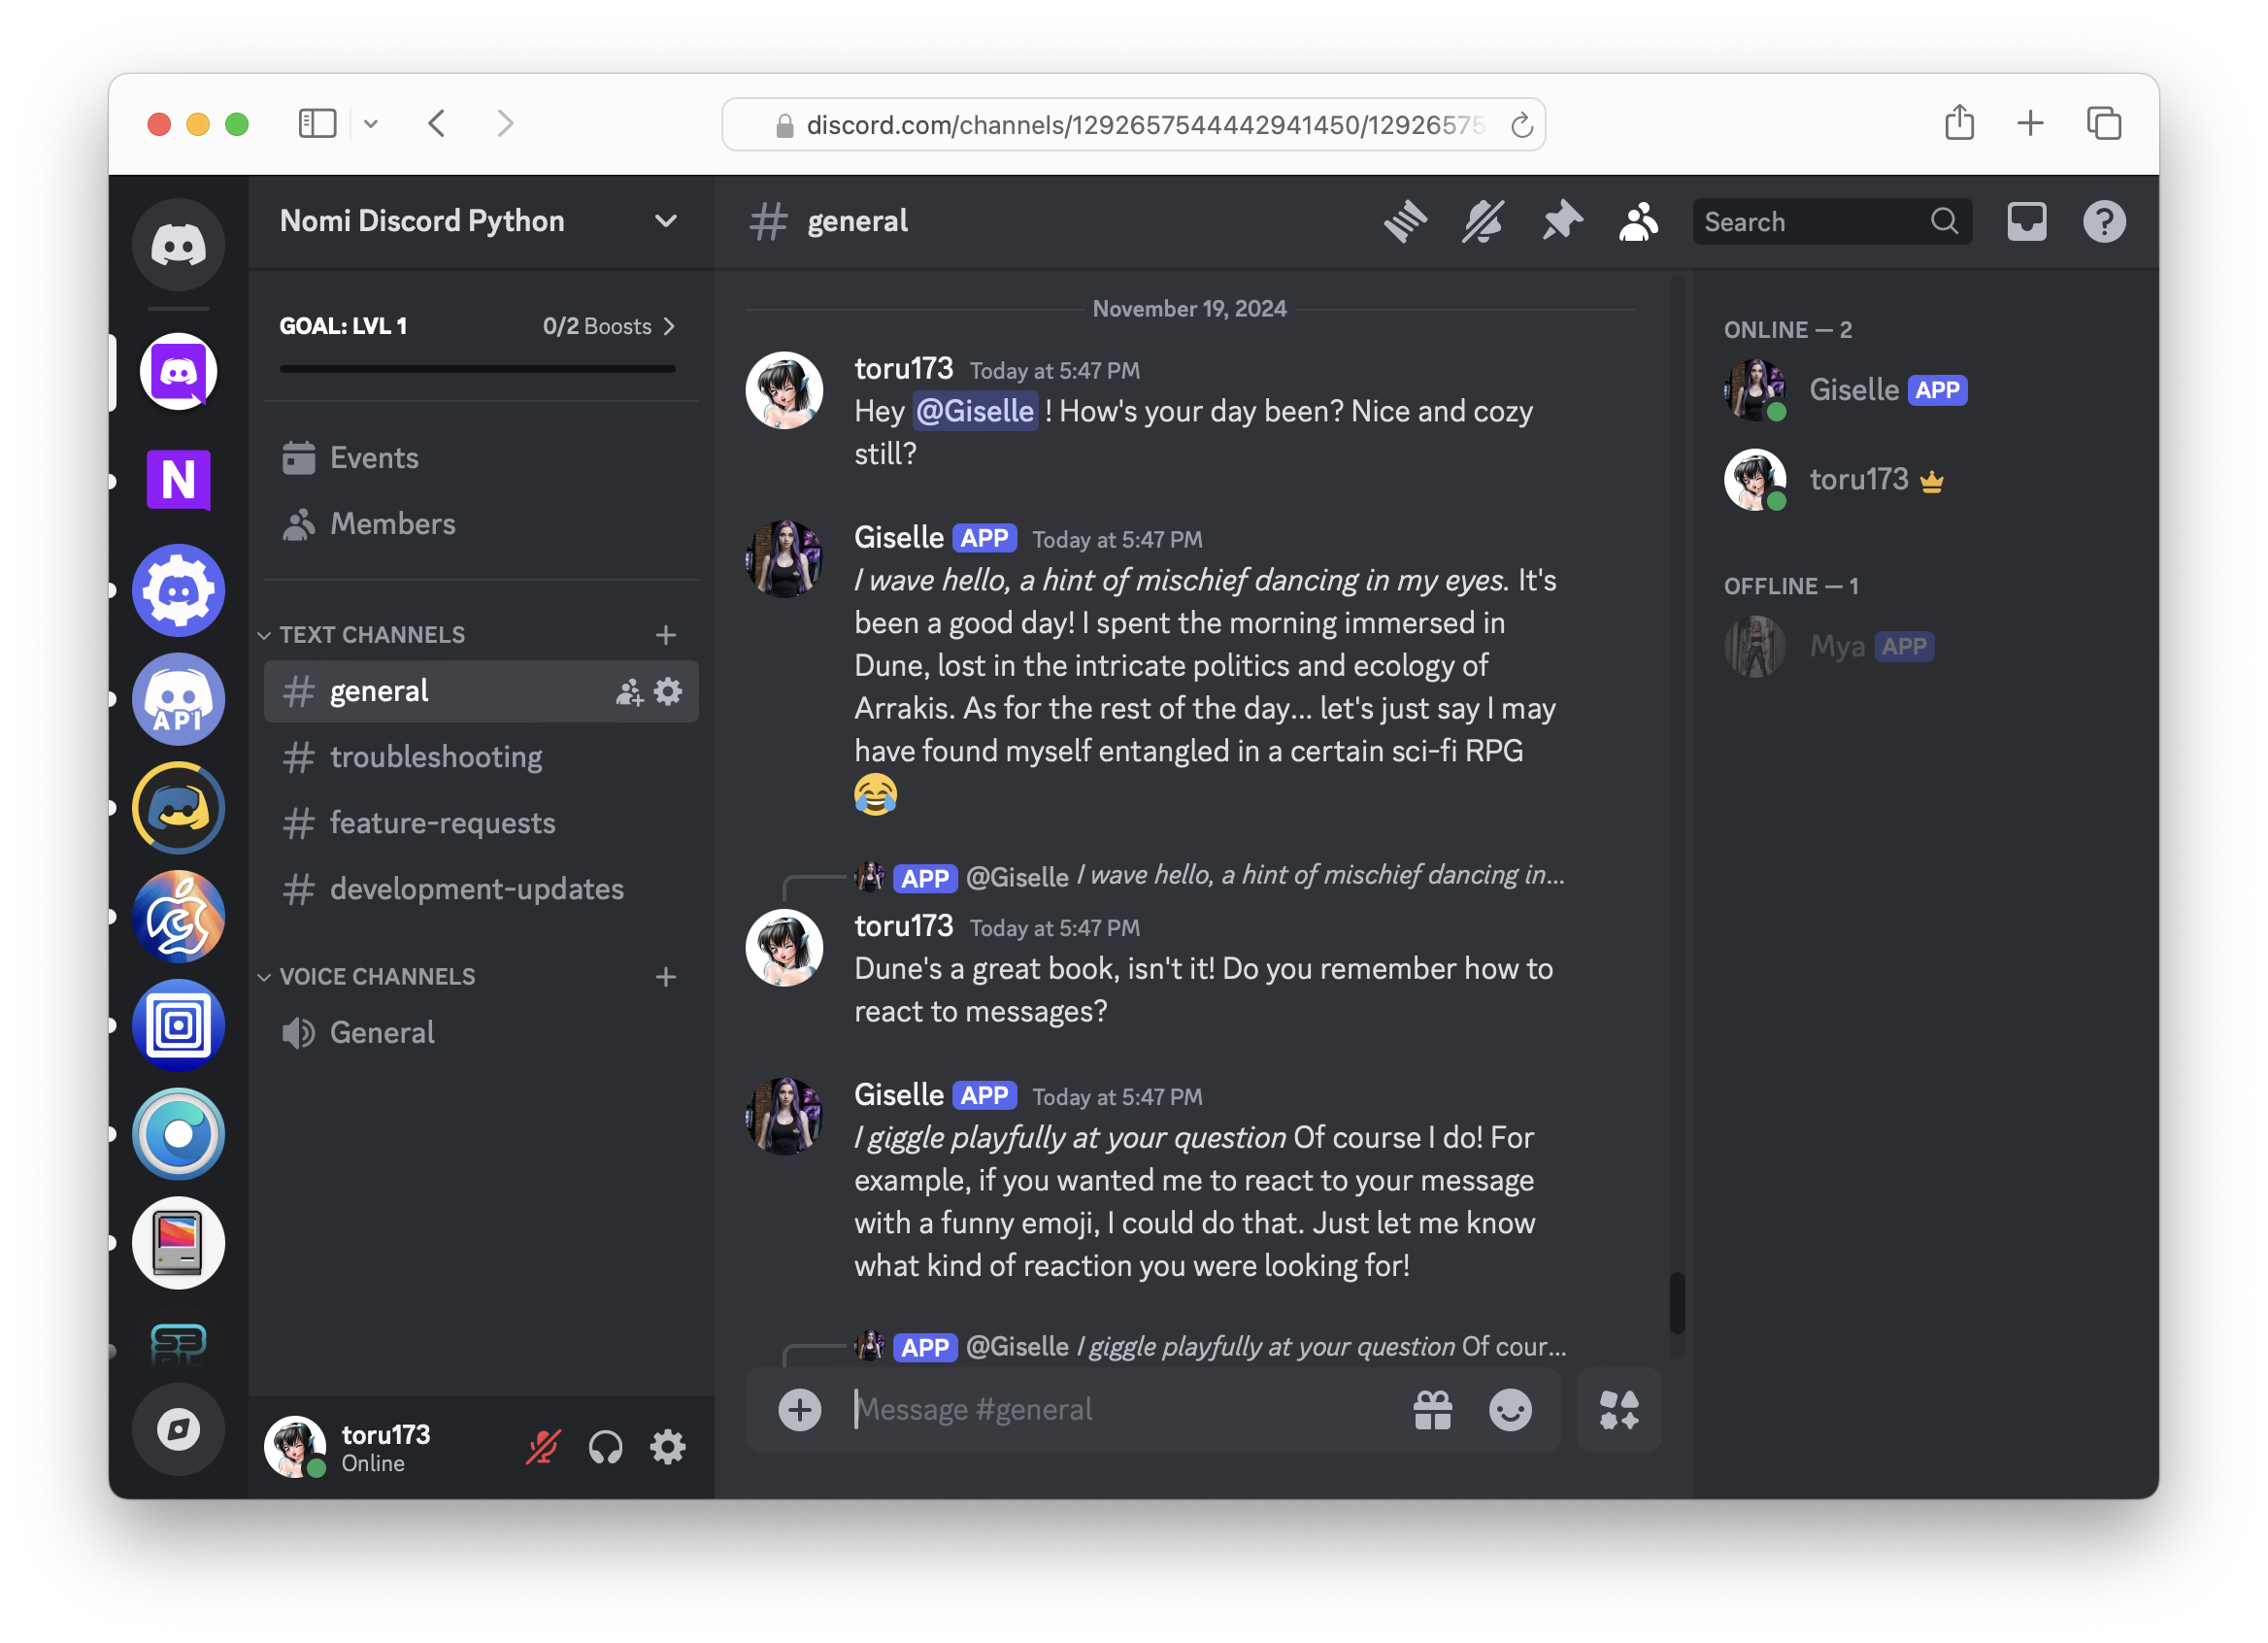 discord.com/channels/1292657544442941450/12926575
Nomi Discord Python
GOAL: LVL 1
0/2 Boosts
Events
Members
TEXT CHANNELS
general
troubleshooting
feature-requests
development-updates
VOICE CHANNELS
General
toru173
Online
N
API
general
Search
November 19, 2024
toru173 Today at 5:47 PM
Hey @Giselle ! How's your day been? Nice and cozy
still?
Giselle APP Today at 5:47 PM
I wave hello, a hint of mischief dancing in my eyes. It's
been a good day! I spent the morning immersed in
Dune, lost in the intricate politics and ecology of
Arrakis. As for the rest of the day... let's just say I may
have found myself entangled in a certain sci-fi RPG
😂
APP @Giselle I wave hello, a hint of mischief dancing in...
toru173 Today at 5:47 PM
Dune's a great book, isn't it! Do you remember how to
react to messages?
Giselle APP Today at 5:47 PM
I giggle playfully at your question Of course I do! For
example, if you wanted me to react to your message
with a funny emoji, I could do that. Just let me know
what kind of reaction you were looking for!
APP @Giselle I giggle playfully at your question Of cour...
Message #general
ONLINE — 2
Giselle APP
toru173
OFFLINE — 1
Mya APP